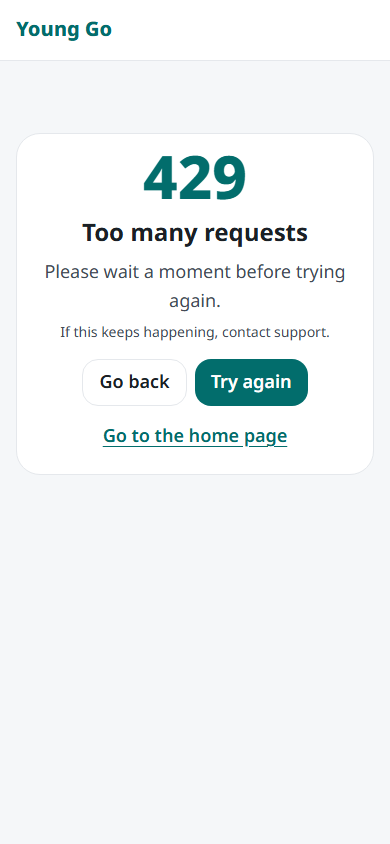 Young Go
429
Too many requests
Please wait a moment before trying
again.
If this keeps happening, contact support.
Go back
Try again
Go to the home page